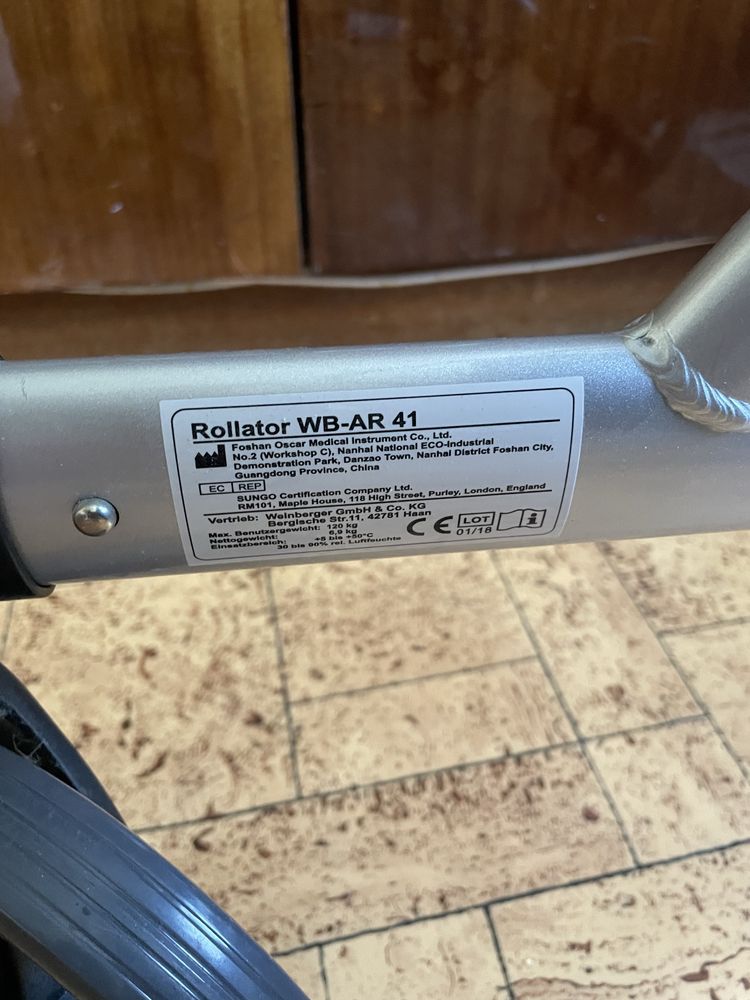 Rollator WB-AR 41
Foshan Oscar Medical Instrument Co., Ltd.
No.2 (Workshop C), Nanhai National ECO-Industrial
Demonstration Park, Danzao Town, Nanhai District Foshan City,
Guangdong Province, China
EC REP
SUNGO Certification Company Ltd.
RM101, Maple House, 118 High Street, Purley, London, England
Vertrieb: Weinberger GmbH & Co. KG
Bergische Str.11, 42781 Haan
Max. Benutzergewicht: 120 kg
Nettogewicht: 6,9 kg
Einsatzbereich: +5 bis +50°C
30 bis 90% rel. Luftfeuchte
CE LOT
01/18